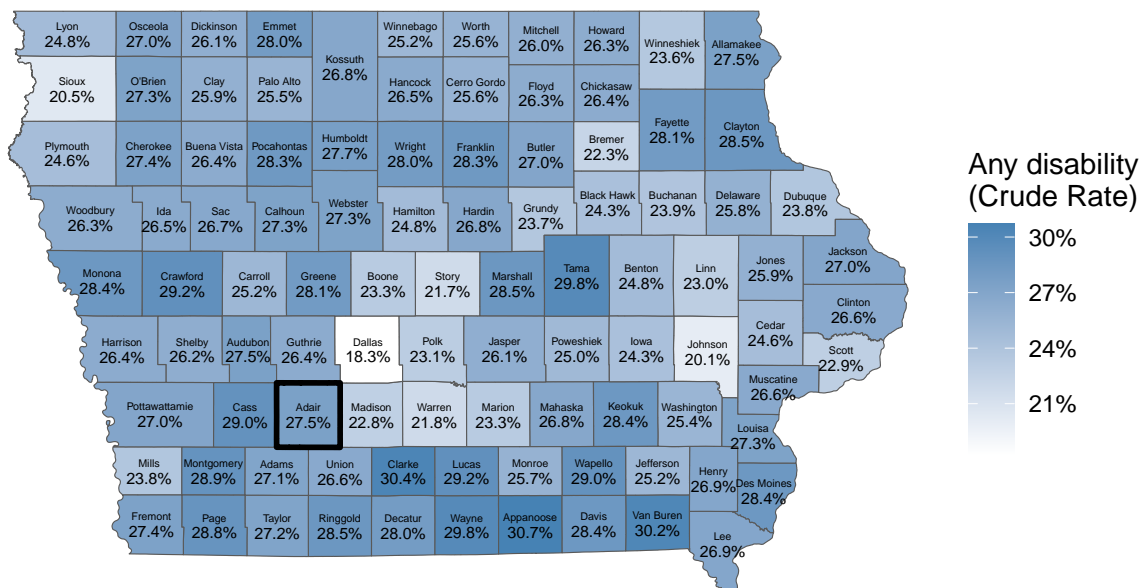 Lyon
24.8%
Osceola
27.0%
Dickinson
26.1%
Emmet
28.0%
Kossuth
26.8%
Winnebago
25.2%
Worth
25.6%
Mitchell
26.0%
Howard
26.3%
Winneshiek
23.6%
Allamakee
27.5%
Sioux
20.5%
O'Brien
27.3%
Clay
25.9%
Palo Alto
25.5%
Hancock
26.5%
Cerro Gordo
25.6%
Floyd
26.3%
Chickasaw
26.4%
Plymouth
24.6%
Cherokee
27.4%
Buena Vista
26.4%
Pocahontas
28.3%
Humboldt
27.7%
Wright
28.0%
Franklin
28.3%
Butler
27.0%
Bremer
22.3%
Fayette
28.1%
Clayton
28.5%
Woodbury
26.3%
Ida
26.5%
Sac
26.7%
Calhoun
27.3%
Webster
27.3%
Hamilton
24.8%
Hardin
26.8%
Grundy
23.7%
Black Hawk
24.3%
Buchanan
23.9%
Delaware
25.8%
Dubuque
23.8%
Monona
28.4%
Crawford
29.2%
Carroll
25.2%
Greene
28.1%
Boone
23.3%
Story
21.7%
Marshall
28.5%
Tama
29.8%
Benton
24.8%
Linn
23.0%
Jones
25.9%
Jackson
27.0%
Clinton
26.6%
Harrison
26.4%
Shelby
26.2%
Audubon
27.5%
Guthrie
26.4%
Dallas
18.3%
Polk
23.1%
Jasper
26.1%
Poweshiek
25.0%
Iowa
24.3%
Johnson
20.1%
Cedar
24.6%
Scott
22.9%
Muscatine
26.6%
Pottawattamie
27.0%
Cass
29.0%
Adair
27.5%
Madison
22.8%
Warren
21.8%
Marion
23.3%
Mahaska
26.8%
Keokuk
28.4%
Washington
25.4%
Louisa
27.3%
Mills
23.8%
Montgomery
28.9%
Adams
27.1%
Union
26.6%
Clarke
30.4%
Lucas
29.2%
Monroe
25.7%
Wapello
29.0%
Jefferson
25.2%
Henry
26.9%
Des Moines
28.4%
Fremont
27.4%
Page
28.8%
Taylor
27.2%
Ringgold
28.5%
Decatur
28.0%
Wayne
29.8%
Appanoose
30.7%
Davis
28.4%
Van Buren
30.2%
Lee
26.9%
Any disability
(Crude Rate)
30%
27%
24%
21%